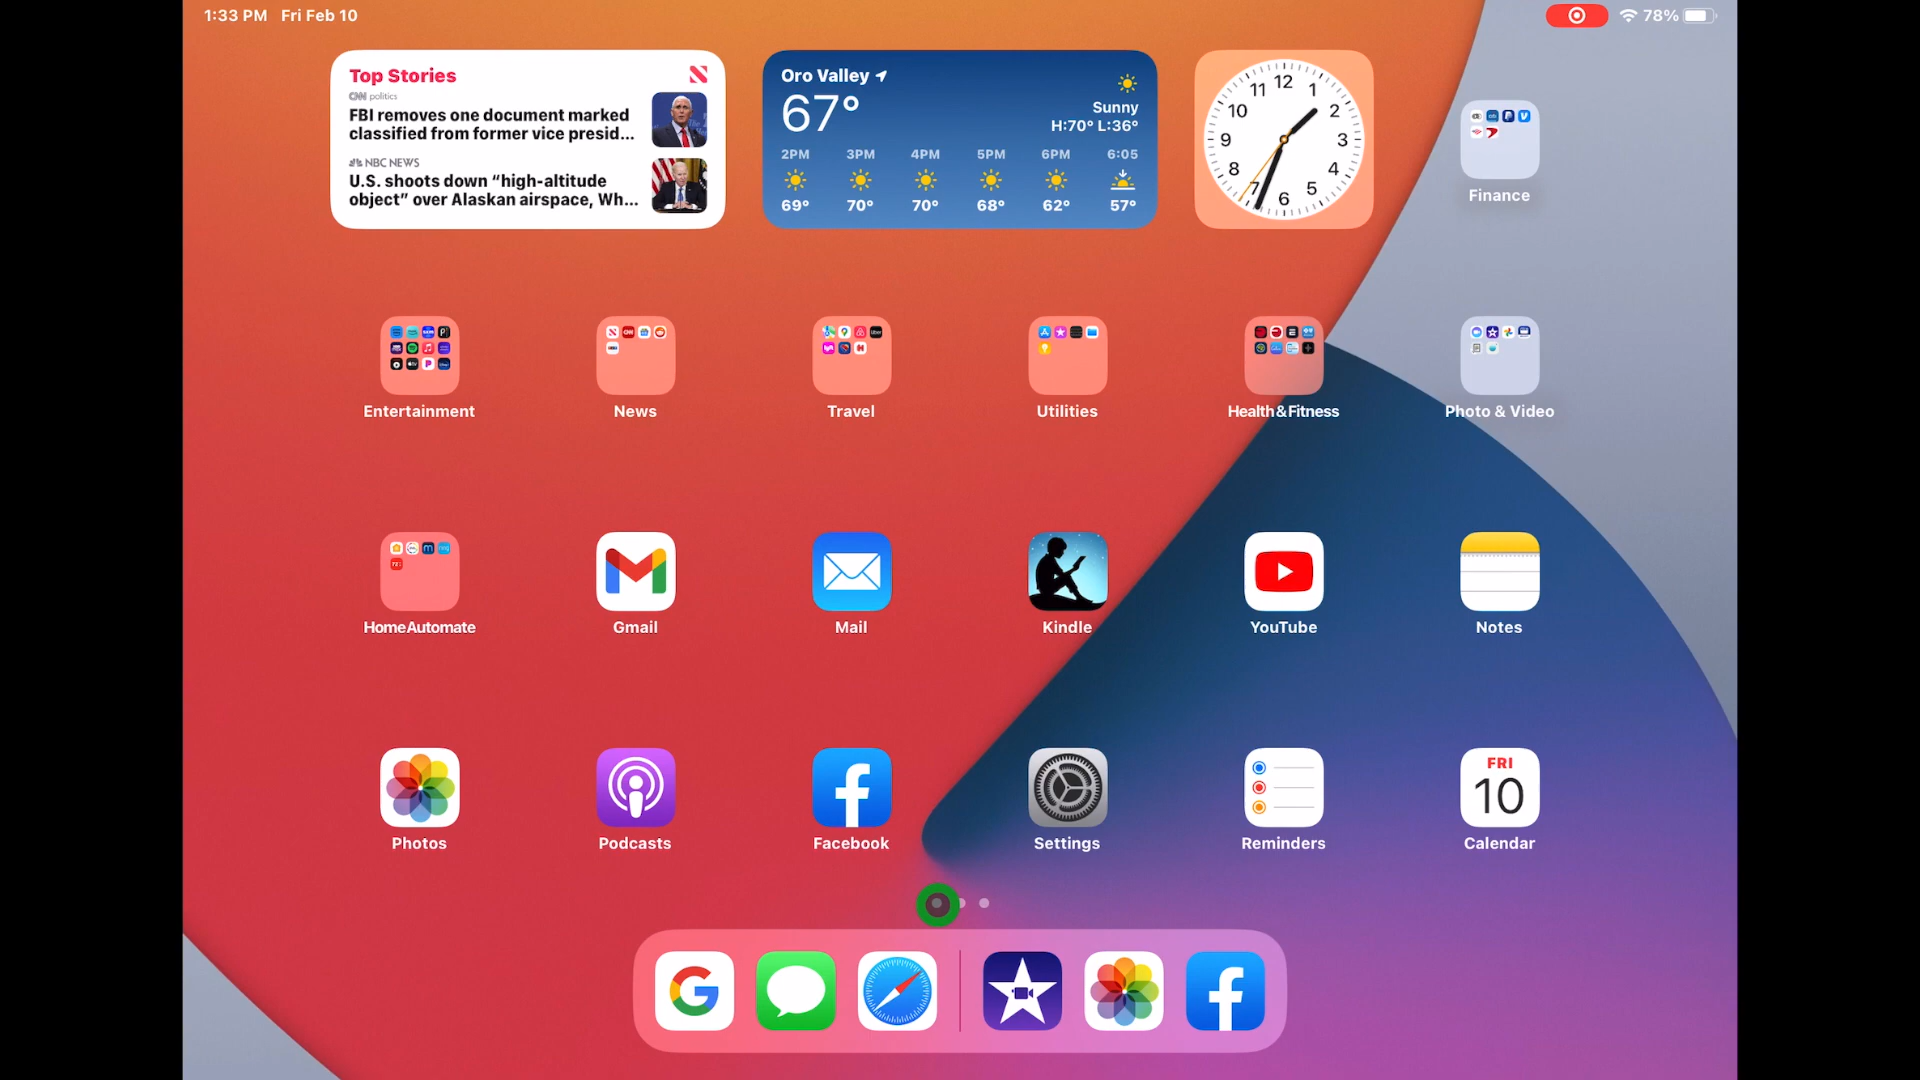 1:33 PM Fri Feb 10
78%
Top Stories
CNN politics
FBI removes one document marked
classified from former vice presid...
NBC NEWS
U.S. shoots down “high-altitude
object” over Alaskan airspace, Wh...
Oro Valley
67°
Sunny
H:70° L:36°
2PM 3PM 4PM 5PM 6PM 6:05
69° 70° 70° 68° 62° 57°
12
1
2
3
4
5
6
7
8
9
10
11
Finance
Entertainment
News
Travel
Utilities
Health & Fitness
Photo & Video
Home Automate
Gmail
Mail
Kindle
YouTube
Notes
FRI
10
Photos
Podcasts
Facebook
Settings
Reminders
Calendar